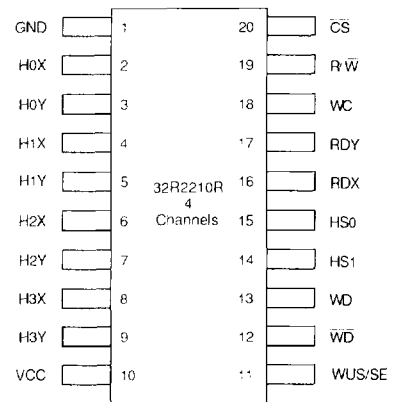 GND 1 20 C̅S̅
H0X 2 19 R/W̅
H0Y 3 18 WC
H1X 4 17 RDY
H1Y 5 16 RDX
32R2210R
4
Channels
H2X 6 15 HS0
H2Y 7 14 HS1
H3X 8 13 WD
H3Y 9 12 W̅D̅
VCC 10 11 WUS/SE